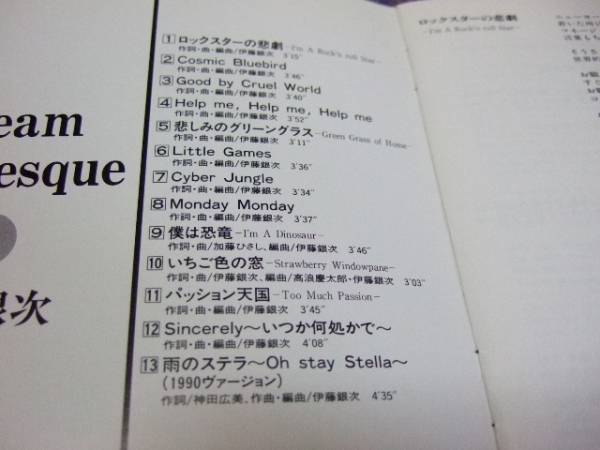 eam
esque
銀次
1 ロックスターの悲劇 -I'm A Rock'n roll Star-
作詞・曲・編曲/伊藤銀次 3'15"
2 Cosmic Bluebird
作詞・曲・編曲/伊藤銀次 3'46"
3 Good by Cruel World
作詞・曲・編曲/伊藤銀次 3'40"
4 Help me, Help me, Help me
作詞・曲・編曲/伊藤銀次 3'52"
5 悲しみのグリーングラス -Green Grass of Home-
作詞・曲・編曲/伊藤銀次 3'11"
6 Little Games
作詞・曲・編曲/伊藤銀次 3'36"
7 Cyber Jungle
作詞・曲・編曲/伊藤銀次 3'34"
8 Monday Monday
作詞・曲・編曲/伊藤銀次 3'37"
9 僕は恐竜 -I'm A Dinosaur-
作詞・曲/加藤ひさし、編曲/伊藤銀次 3'46"
10 いちご色の窓 -Strawberry Windowpane-
作詞・曲/伊藤銀次、編曲/高浪慶太郎・伊藤銀次 3'03"
11 パッション天国 -Too Much Passion-
作詞・曲・編曲/伊藤銀次 3'45"
12 Sincerely〜いつか何処かで〜
作詞・曲・編曲/伊藤銀次 4'08"
13 雨のステラ〜Oh stay Stella〜
(1990ヴァージョン)
作詞/神田広美、作曲・編曲/伊藤銀次 4'35"
ロックスターの悲劇
-I'm A Rock'n roll Star-